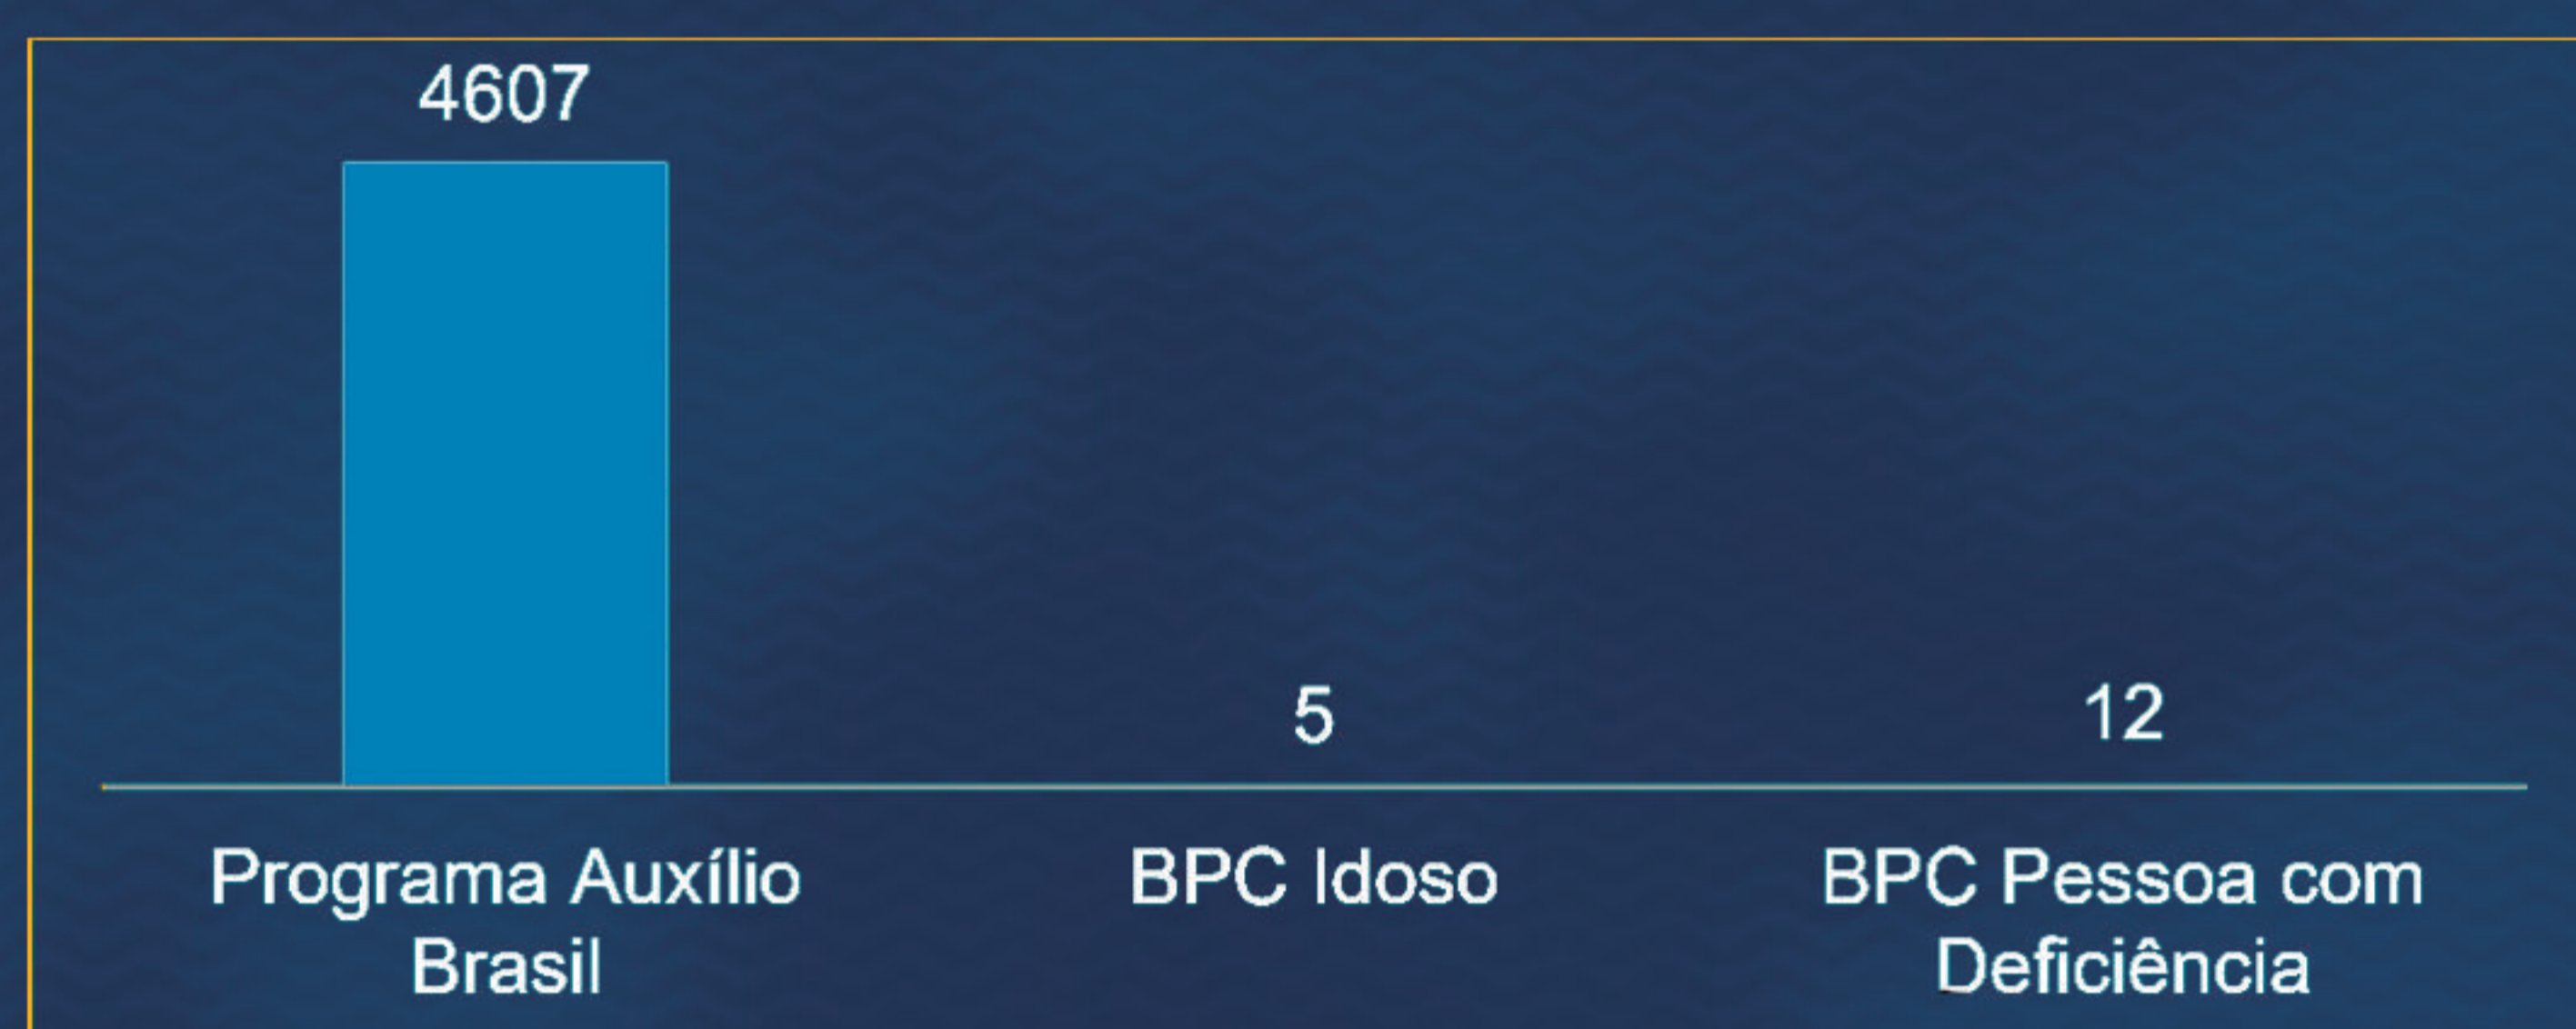 4607
5
12
Programa Auxílio
Brasil
BPC Idoso
BPC Pessoa com
Deficiência